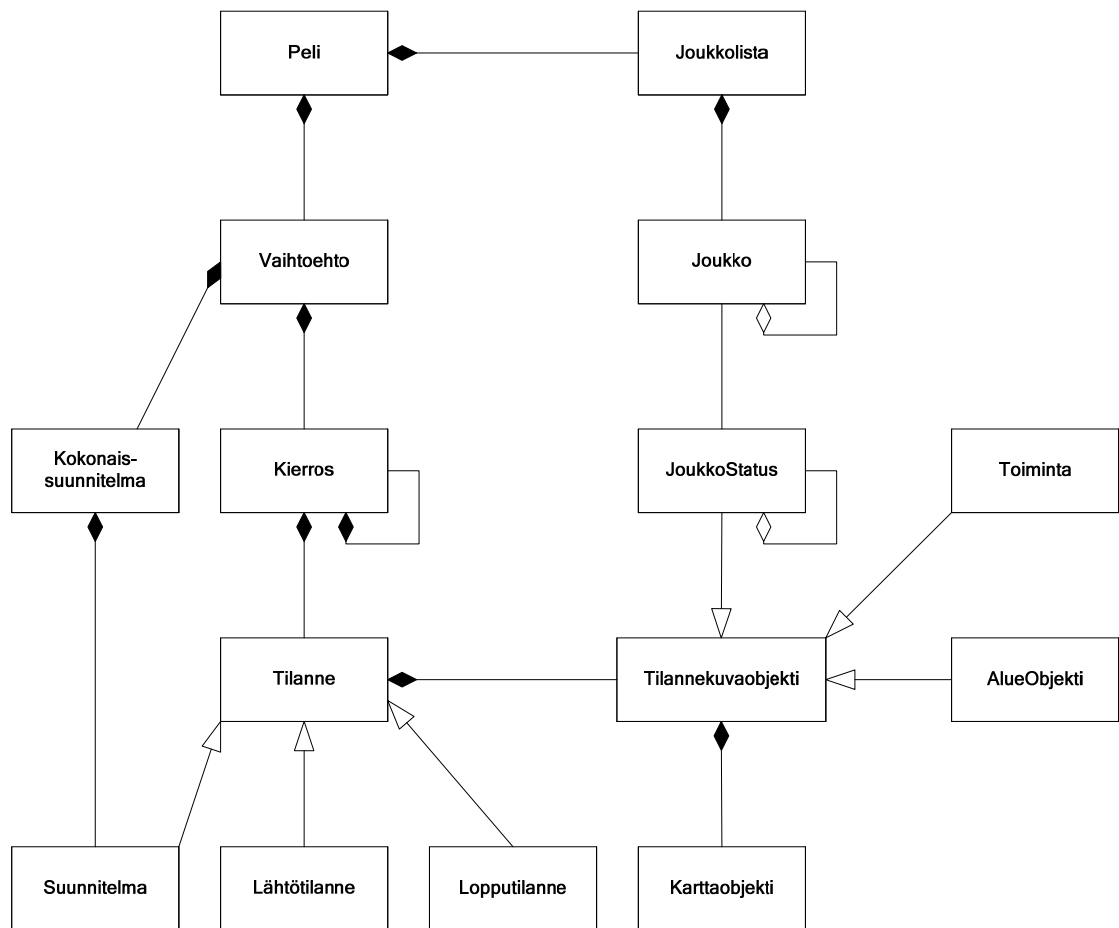 Peli
Joukkolista
Vaihtoehto
Joukko
Kokonais-
suunnitelma
Kierros
JoukkoStatus
Toiminta
Tilanne
Tilannekuvaobjekti
AlueObjekti
Suunnitelma
Lähtötilanne
Lopputilanne
Karttaobjekti